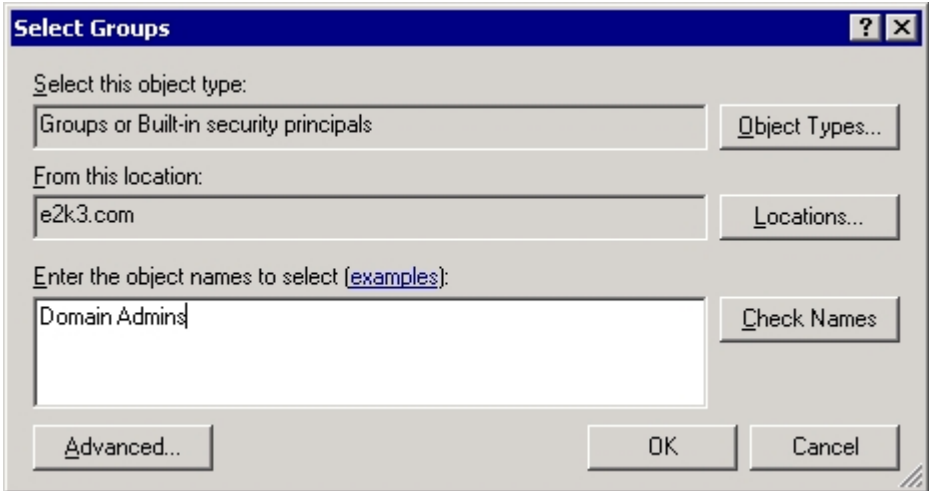 Select Groups
Select this object type:
Groups or Built-in security principals
Object Types...
From this location:
e2k3.com
Locations...
Enter the object names to select (examples):
Domain Admins
Check Names
Advanced...
OK
Cancel